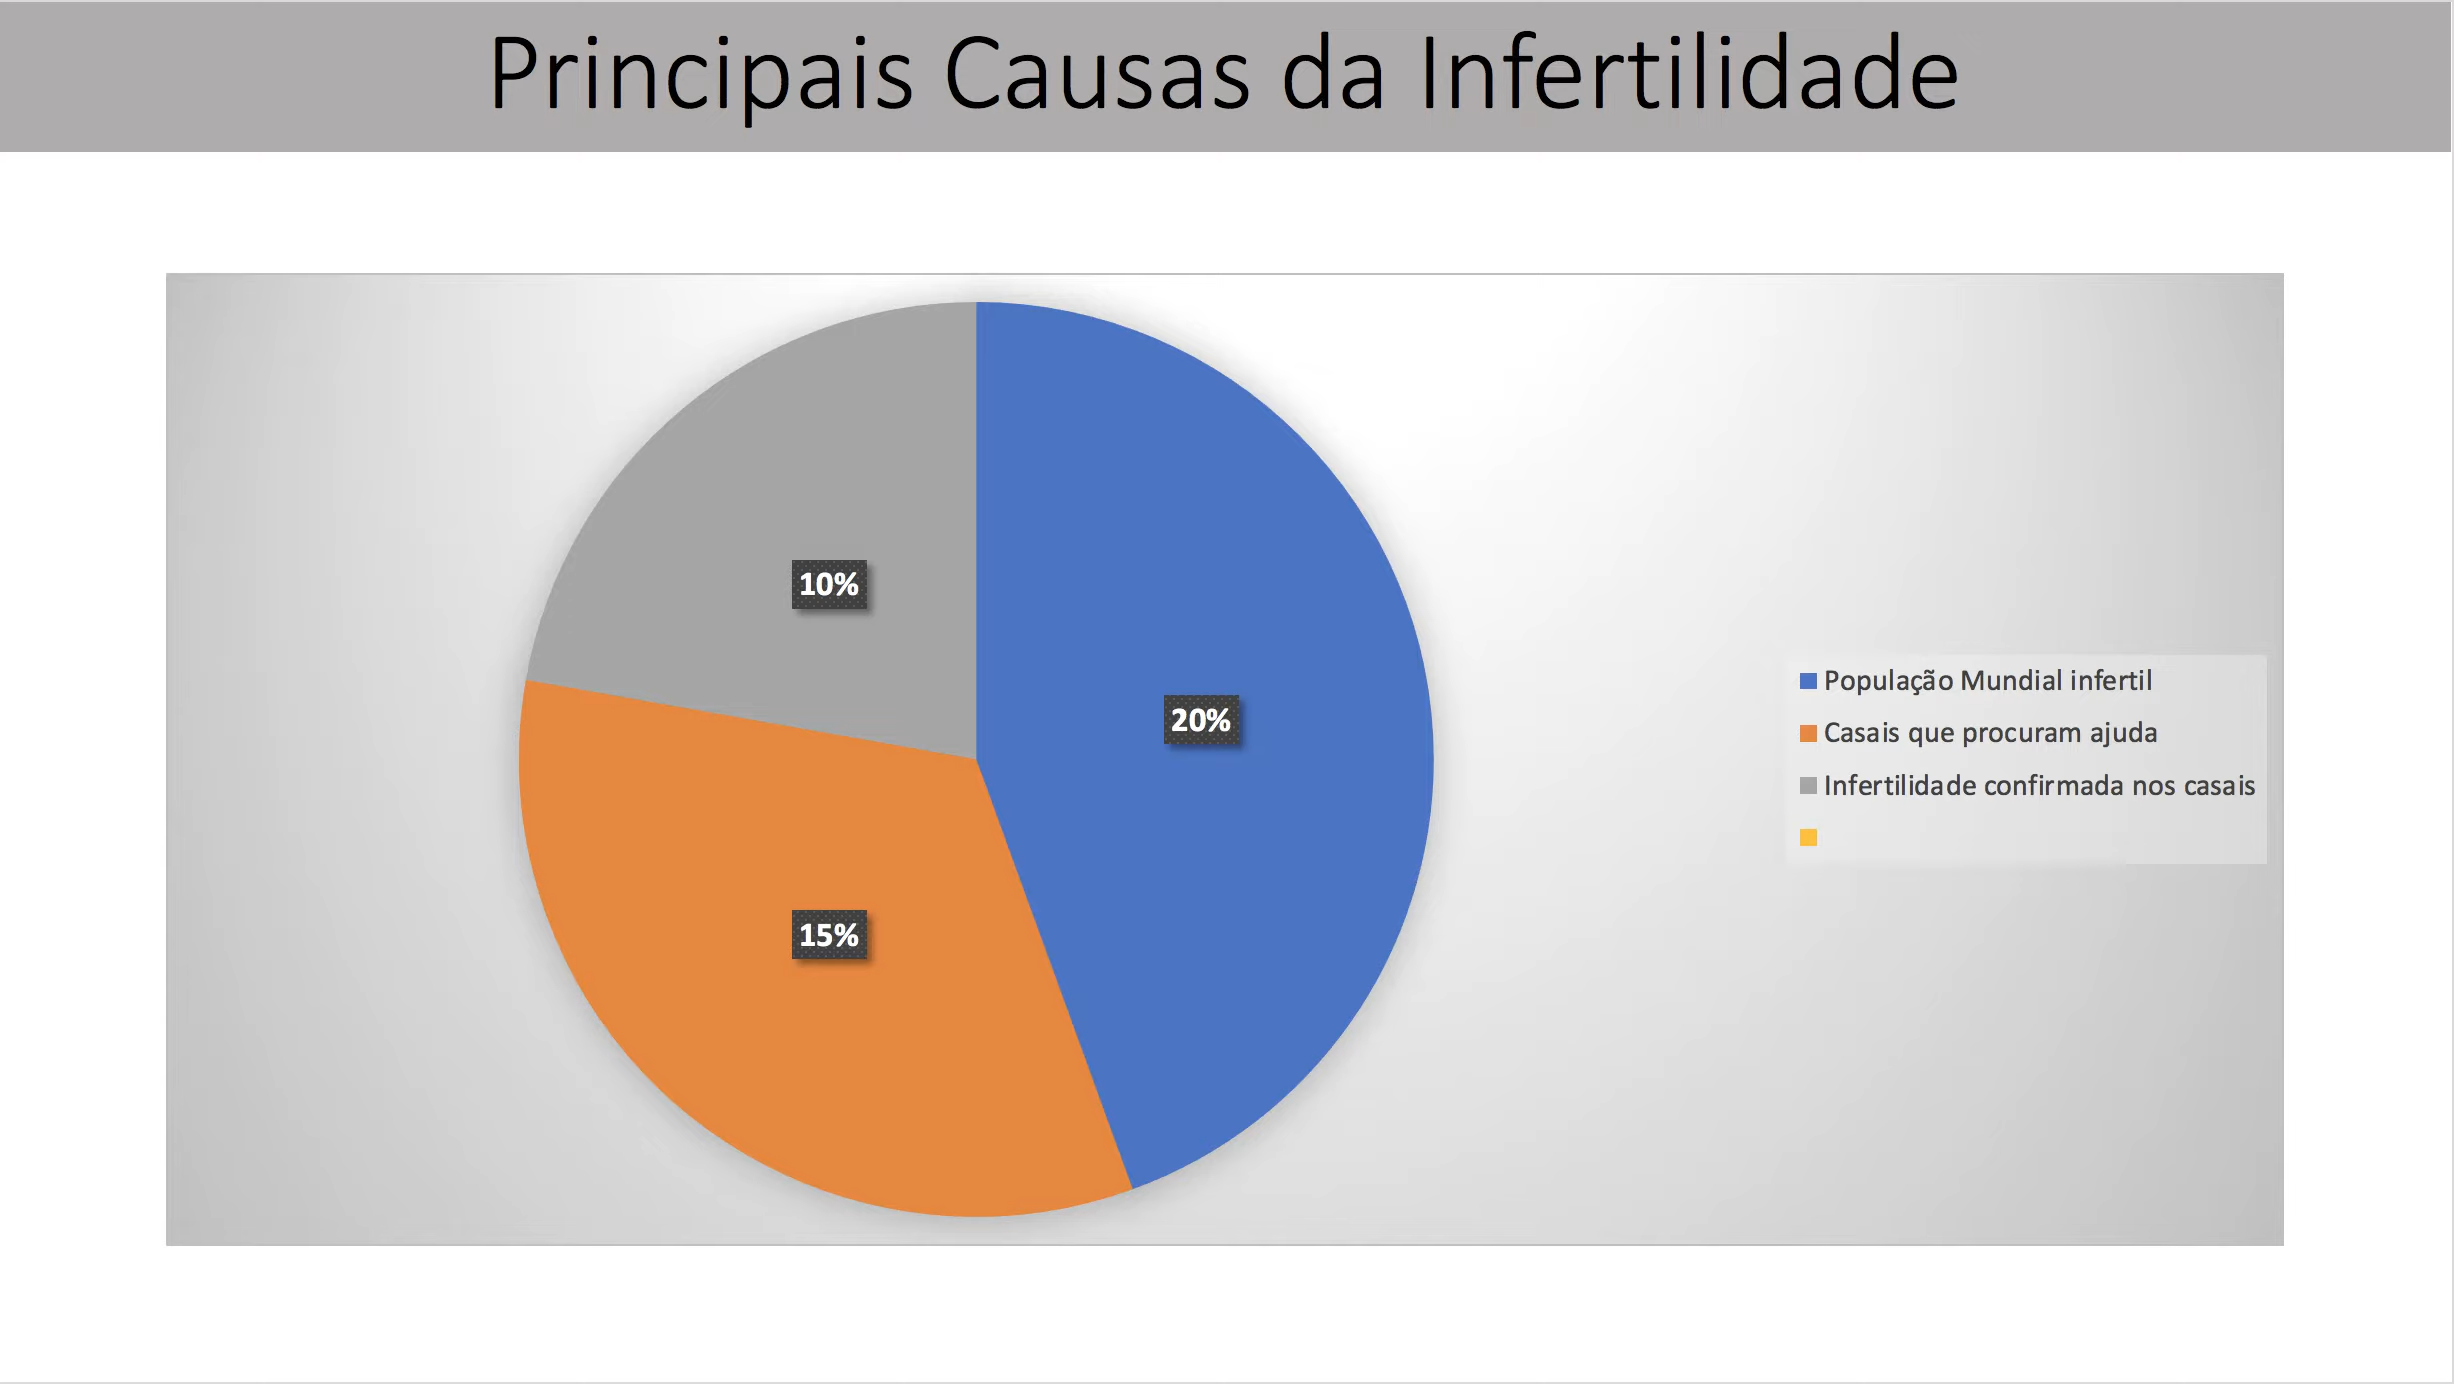 Principais Causas da Infertilidade
10%
20%
15%
População Mundial infertil
Casais que procuram ajuda
Infertilidade confirmada nos casais